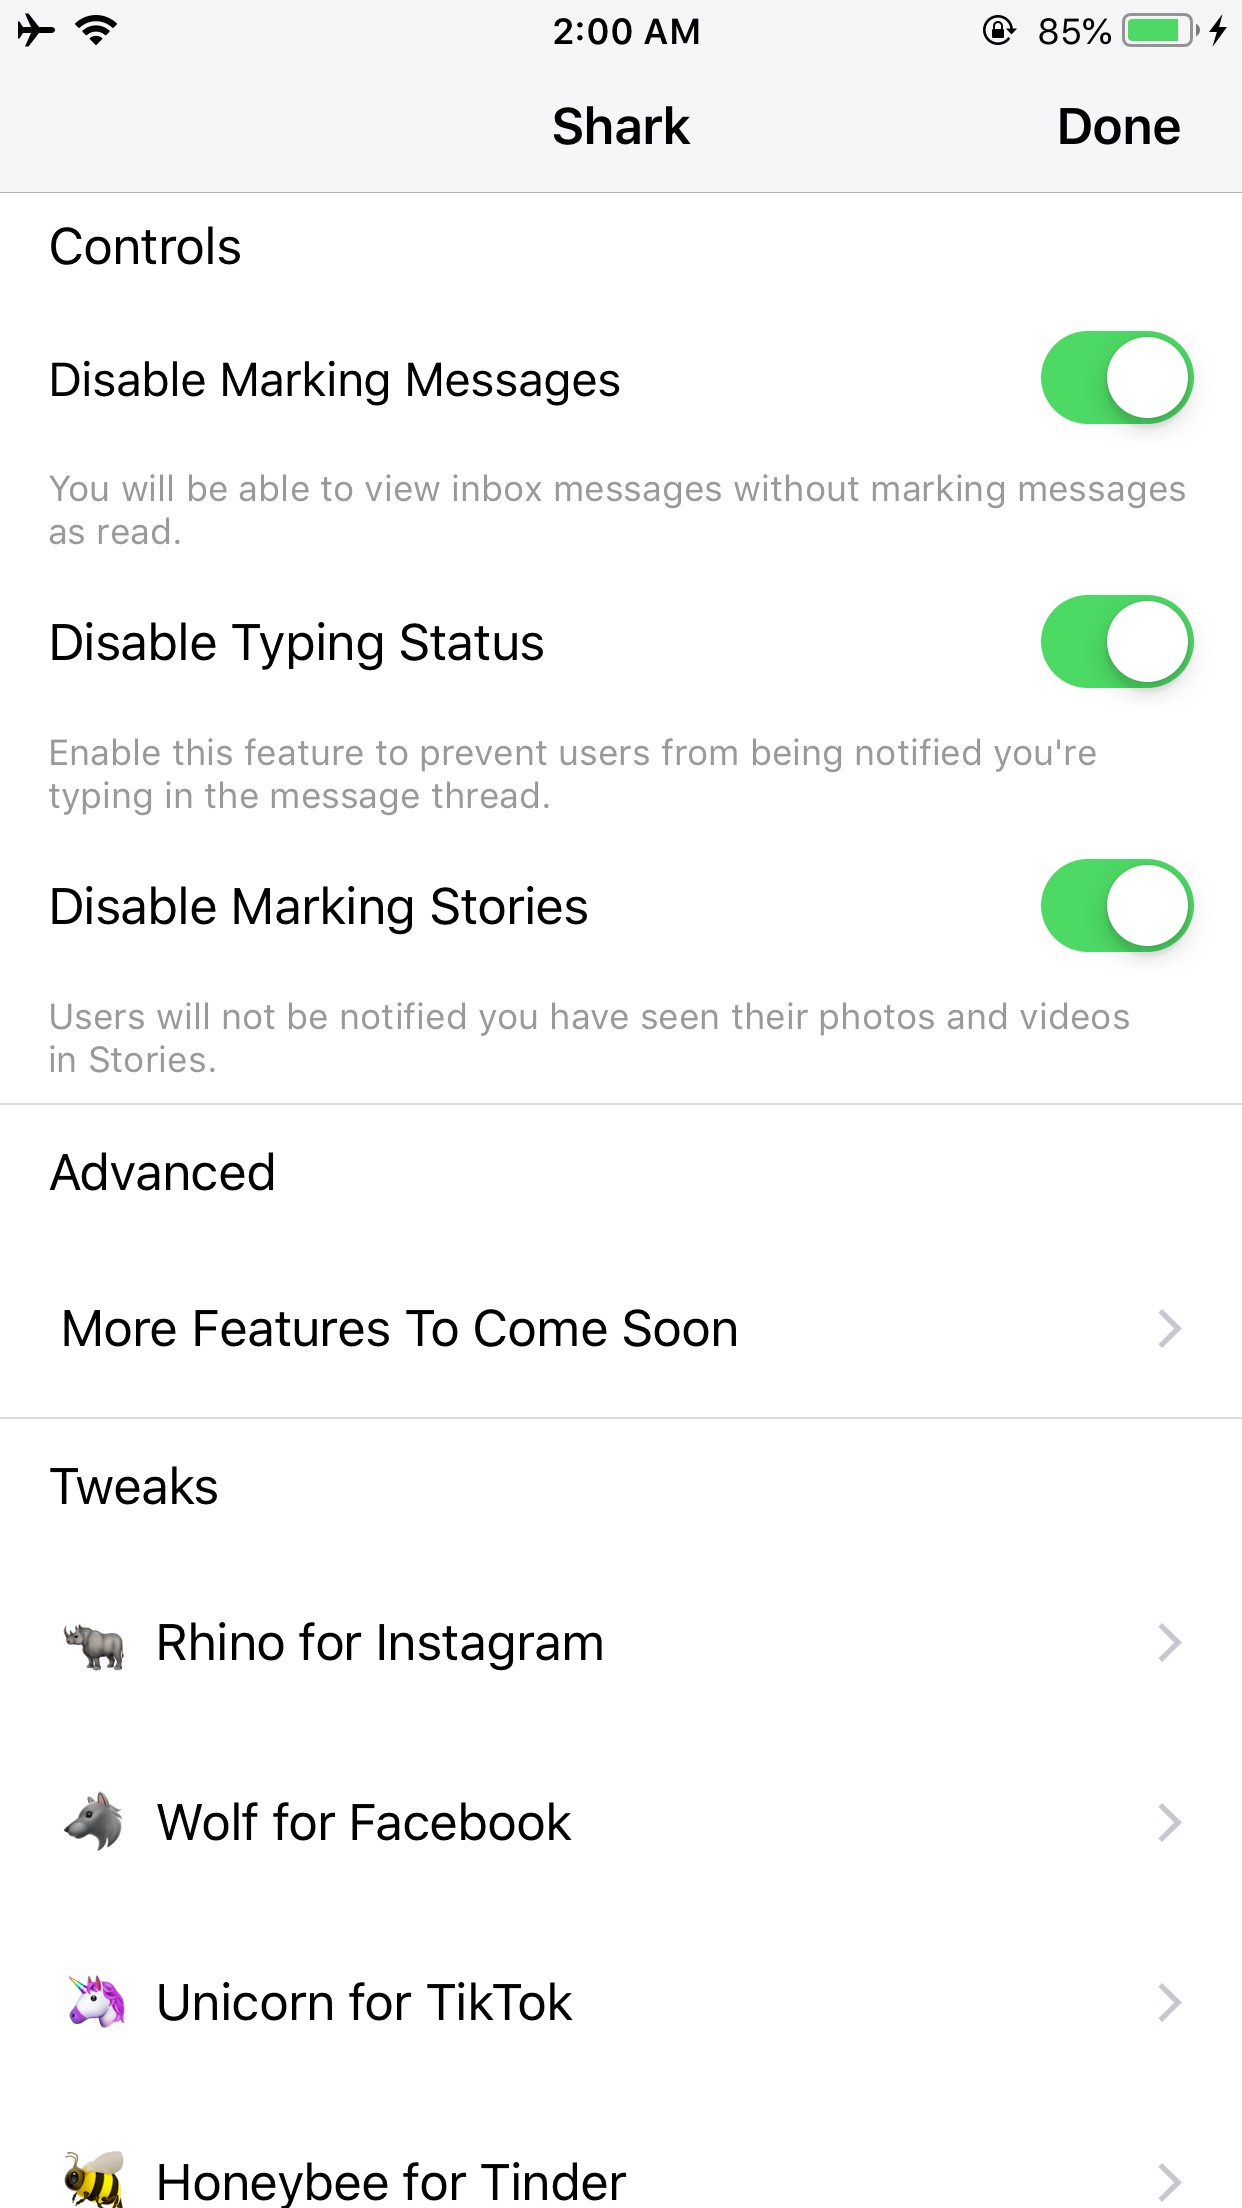 2:00 AM
85%
Shark
Done
Controls
Disable Marking Messages
You will be able to view inbox messages without marking messages
as read.
Disable Typing Status
Enable this feature to prevent users from being notified you're
typing in the message thread.
Disable Marking Stories
Users will not be notified you have seen their photos and videos
in Stories.
Advanced
More Features To Come Soon
Tweaks
Rhino for Instagram
Wolf for Facebook
Unicorn for TikTok
Honeybee for Tinder